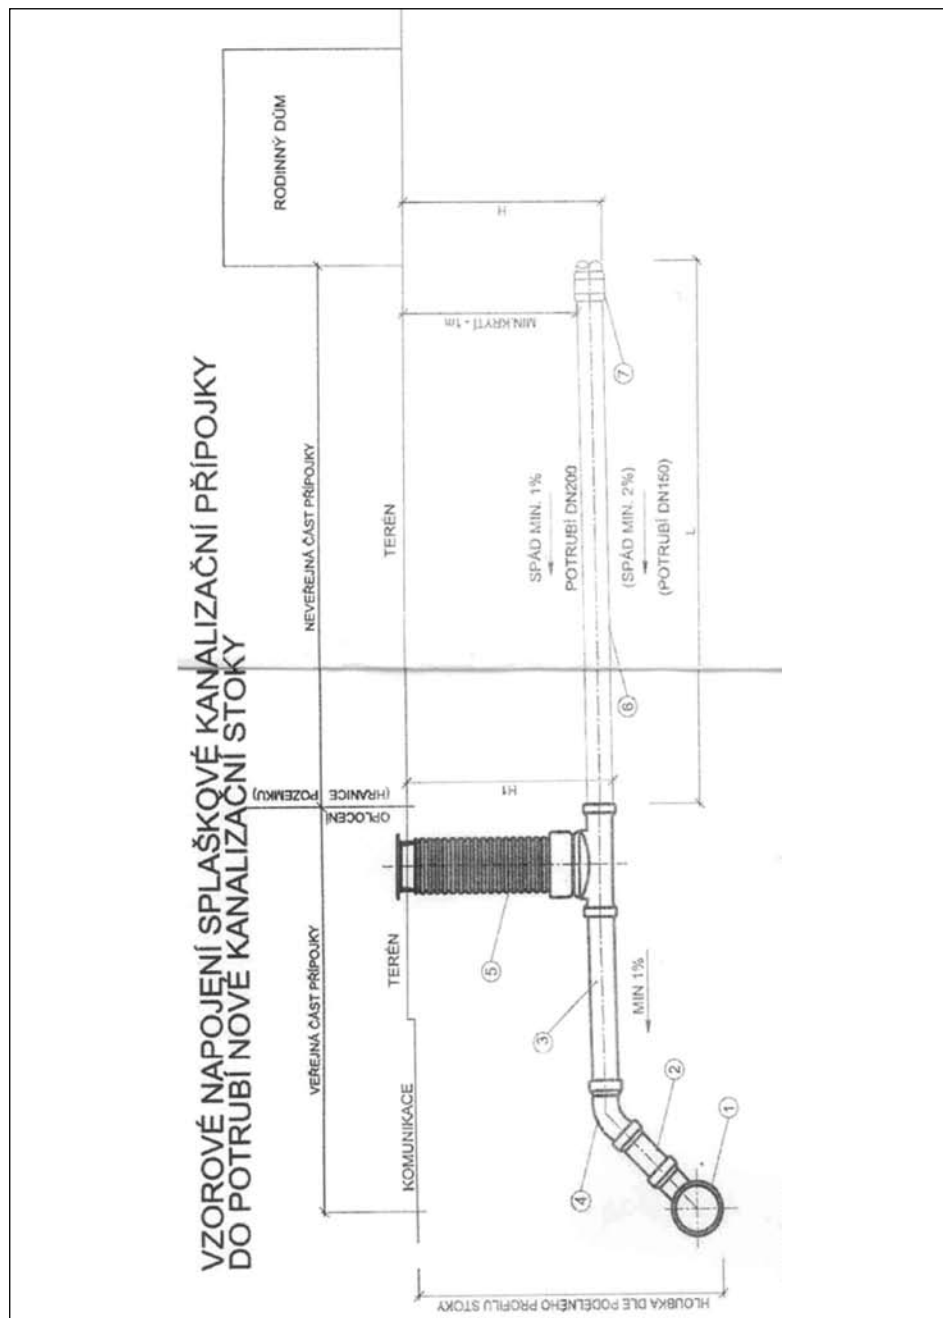 VZOROVÉ NAPOJENÍ SPLAŠKOVÉ KANALIZAČNÍ PŘÍPOJKY
DO POTRUBÍ NOVÉ KANALIZAČNÍ STOKY
VEŘEJNÁ ČÁST PŘÍPOJKY
NEVEŘEJNÁ ČÁST PŘÍPOJKY
OPLOCENÍ
(HRANICE POZEMKU)
RODINNÝ DŮM
KOMUNIKACE
TERÉN
TERÉN
HLOUBKA DLE PODÉLNÉHO PROFILU STOKY
H1
MIN.KRYTÍ - 1m
H
SPÁD MIN. 1%
POTRUBÍ DN200
(SPÁD MIN. 2%)
(POTRUBÍ DN150)
MIN 1%
L
1
2
3
4
5
6
7